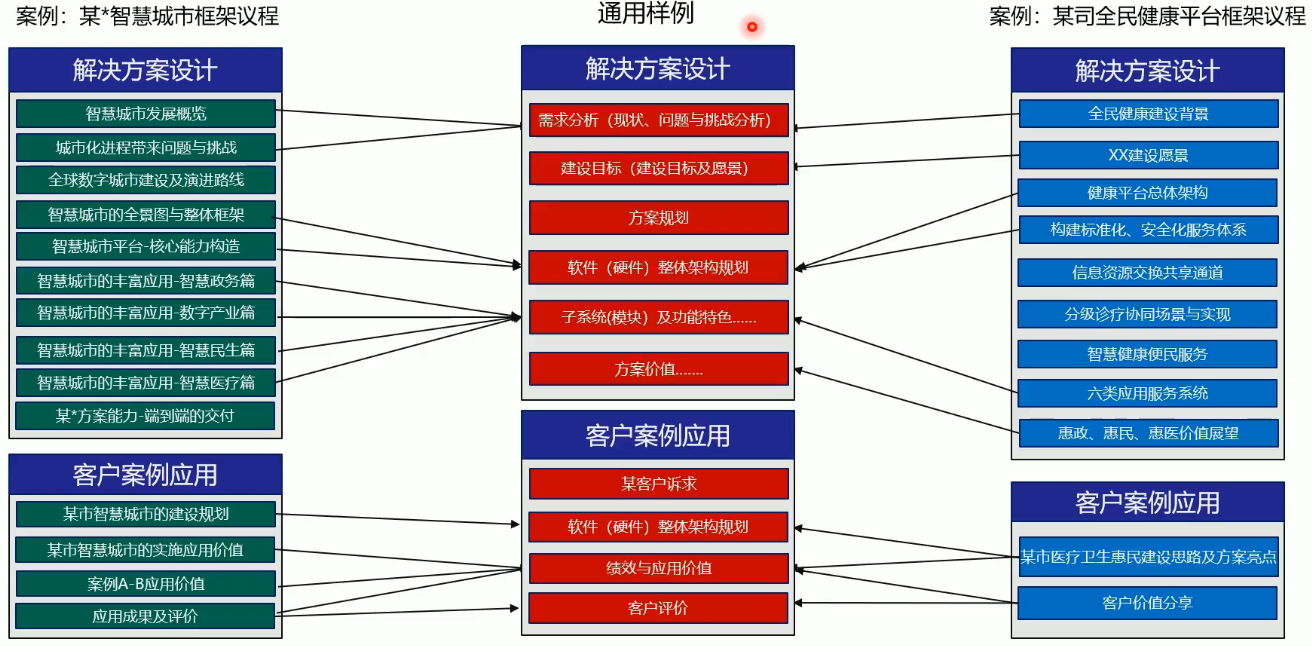 案例：某*智慧城市框架议程
解决方案设计
智慧城市发展概览
城市化进程带来问题与挑战
全球数字城市建设及演进路线
智慧城市的全景图与整体框架
智慧城市平台-核心能力构造
智慧城市的丰富应用-智慧政务篇
智慧城市的丰富应用-数字产业篇
智慧城市的丰富应用-智慧民生篇
智慧城市的丰富应用-智慧医疗篇
某*方案能力-端到端的交付
客户案例应用
某市智慧城市的建设规划
某市智慧城市的实施应用价值
案例A-B应用价值
应用成果及评价
通用样例
解决方案设计
需求分析（现状、问题与挑战分析）
建设目标（建设目标及愿景）
方案规划
软件（硬件）整体架构规划
子系统(模块）及功能特色......
方案价值.......
客户案例应用
某客户诉求
软件（硬件）整体架构规划
绩效与应用价值
客户评价
案例：某司全民健康平台框架议程
解决方案设计
全民健康建设背景
XX建设愿景
健康平台总体架构
构建标准化、安全化服务体系
信息资源交换共享通道
分级诊疗协同场景与实现
智慧健康便民服务
六类应用服务系统
惠政、惠民、惠医价值展望
客户案例应用
某市医疗卫生惠民建设思路及方案亮点
客户价值分享